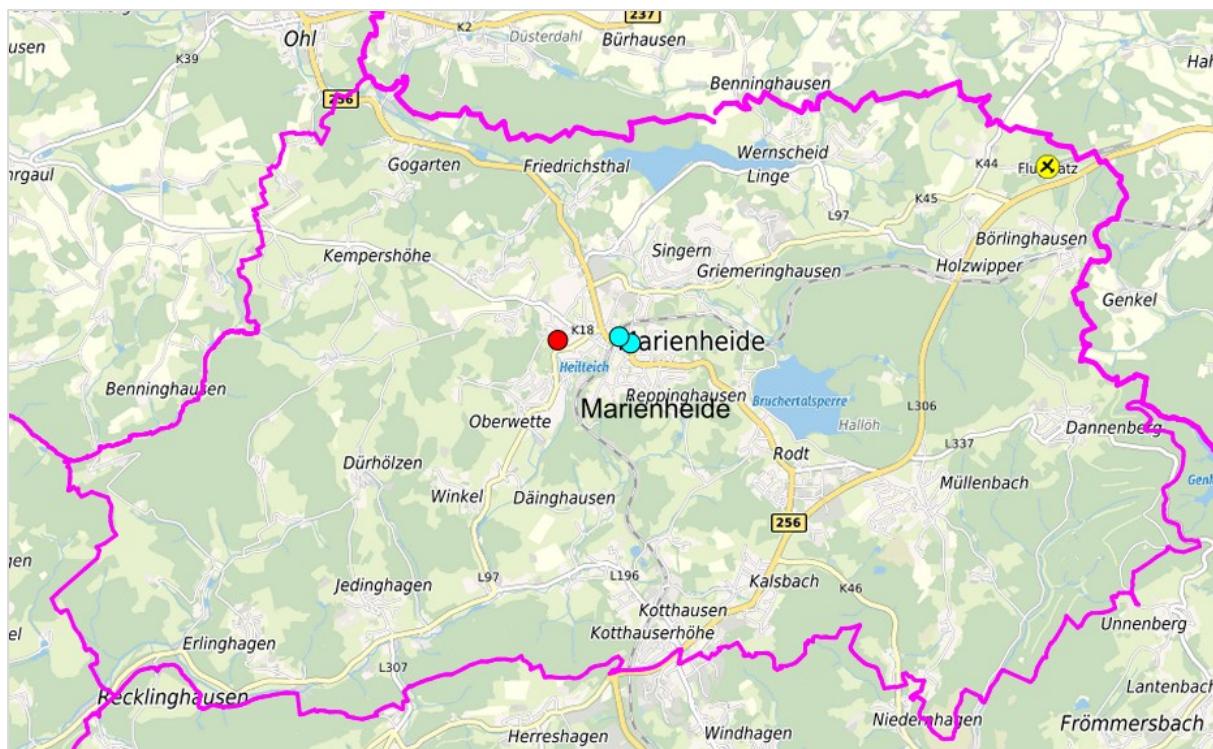 237
K2
Düsterdahl
Bürhausen
Ohl
K39
Benninghausen
256
Gogarten
Friedrichsthal
Wernscheid
Linge
K44
K45
L97
Börlinghausen
Kempershöhe
Singern
Griemeringhausen
Holzwipper
Genkel
K18
Marienheide
Heilteich
Benninghausen
Reppinghausen
Bruchertalsperre
Marienheide
L306
Oberwette
Hallöh
Dannenberg
L337
Dürhölzen
Rodt
Winkel
Däinghausen
Müllenbach
256
L97
L196
Jedinghagen
Kalsbach
K46
Kotthausen
Unnenberg
Kotthauserhöhe
Erlinghagen
L307
Recklinghausen
Lantenbach
Niedernhagen
Frömmersbach
Herreshagen
Windhagen